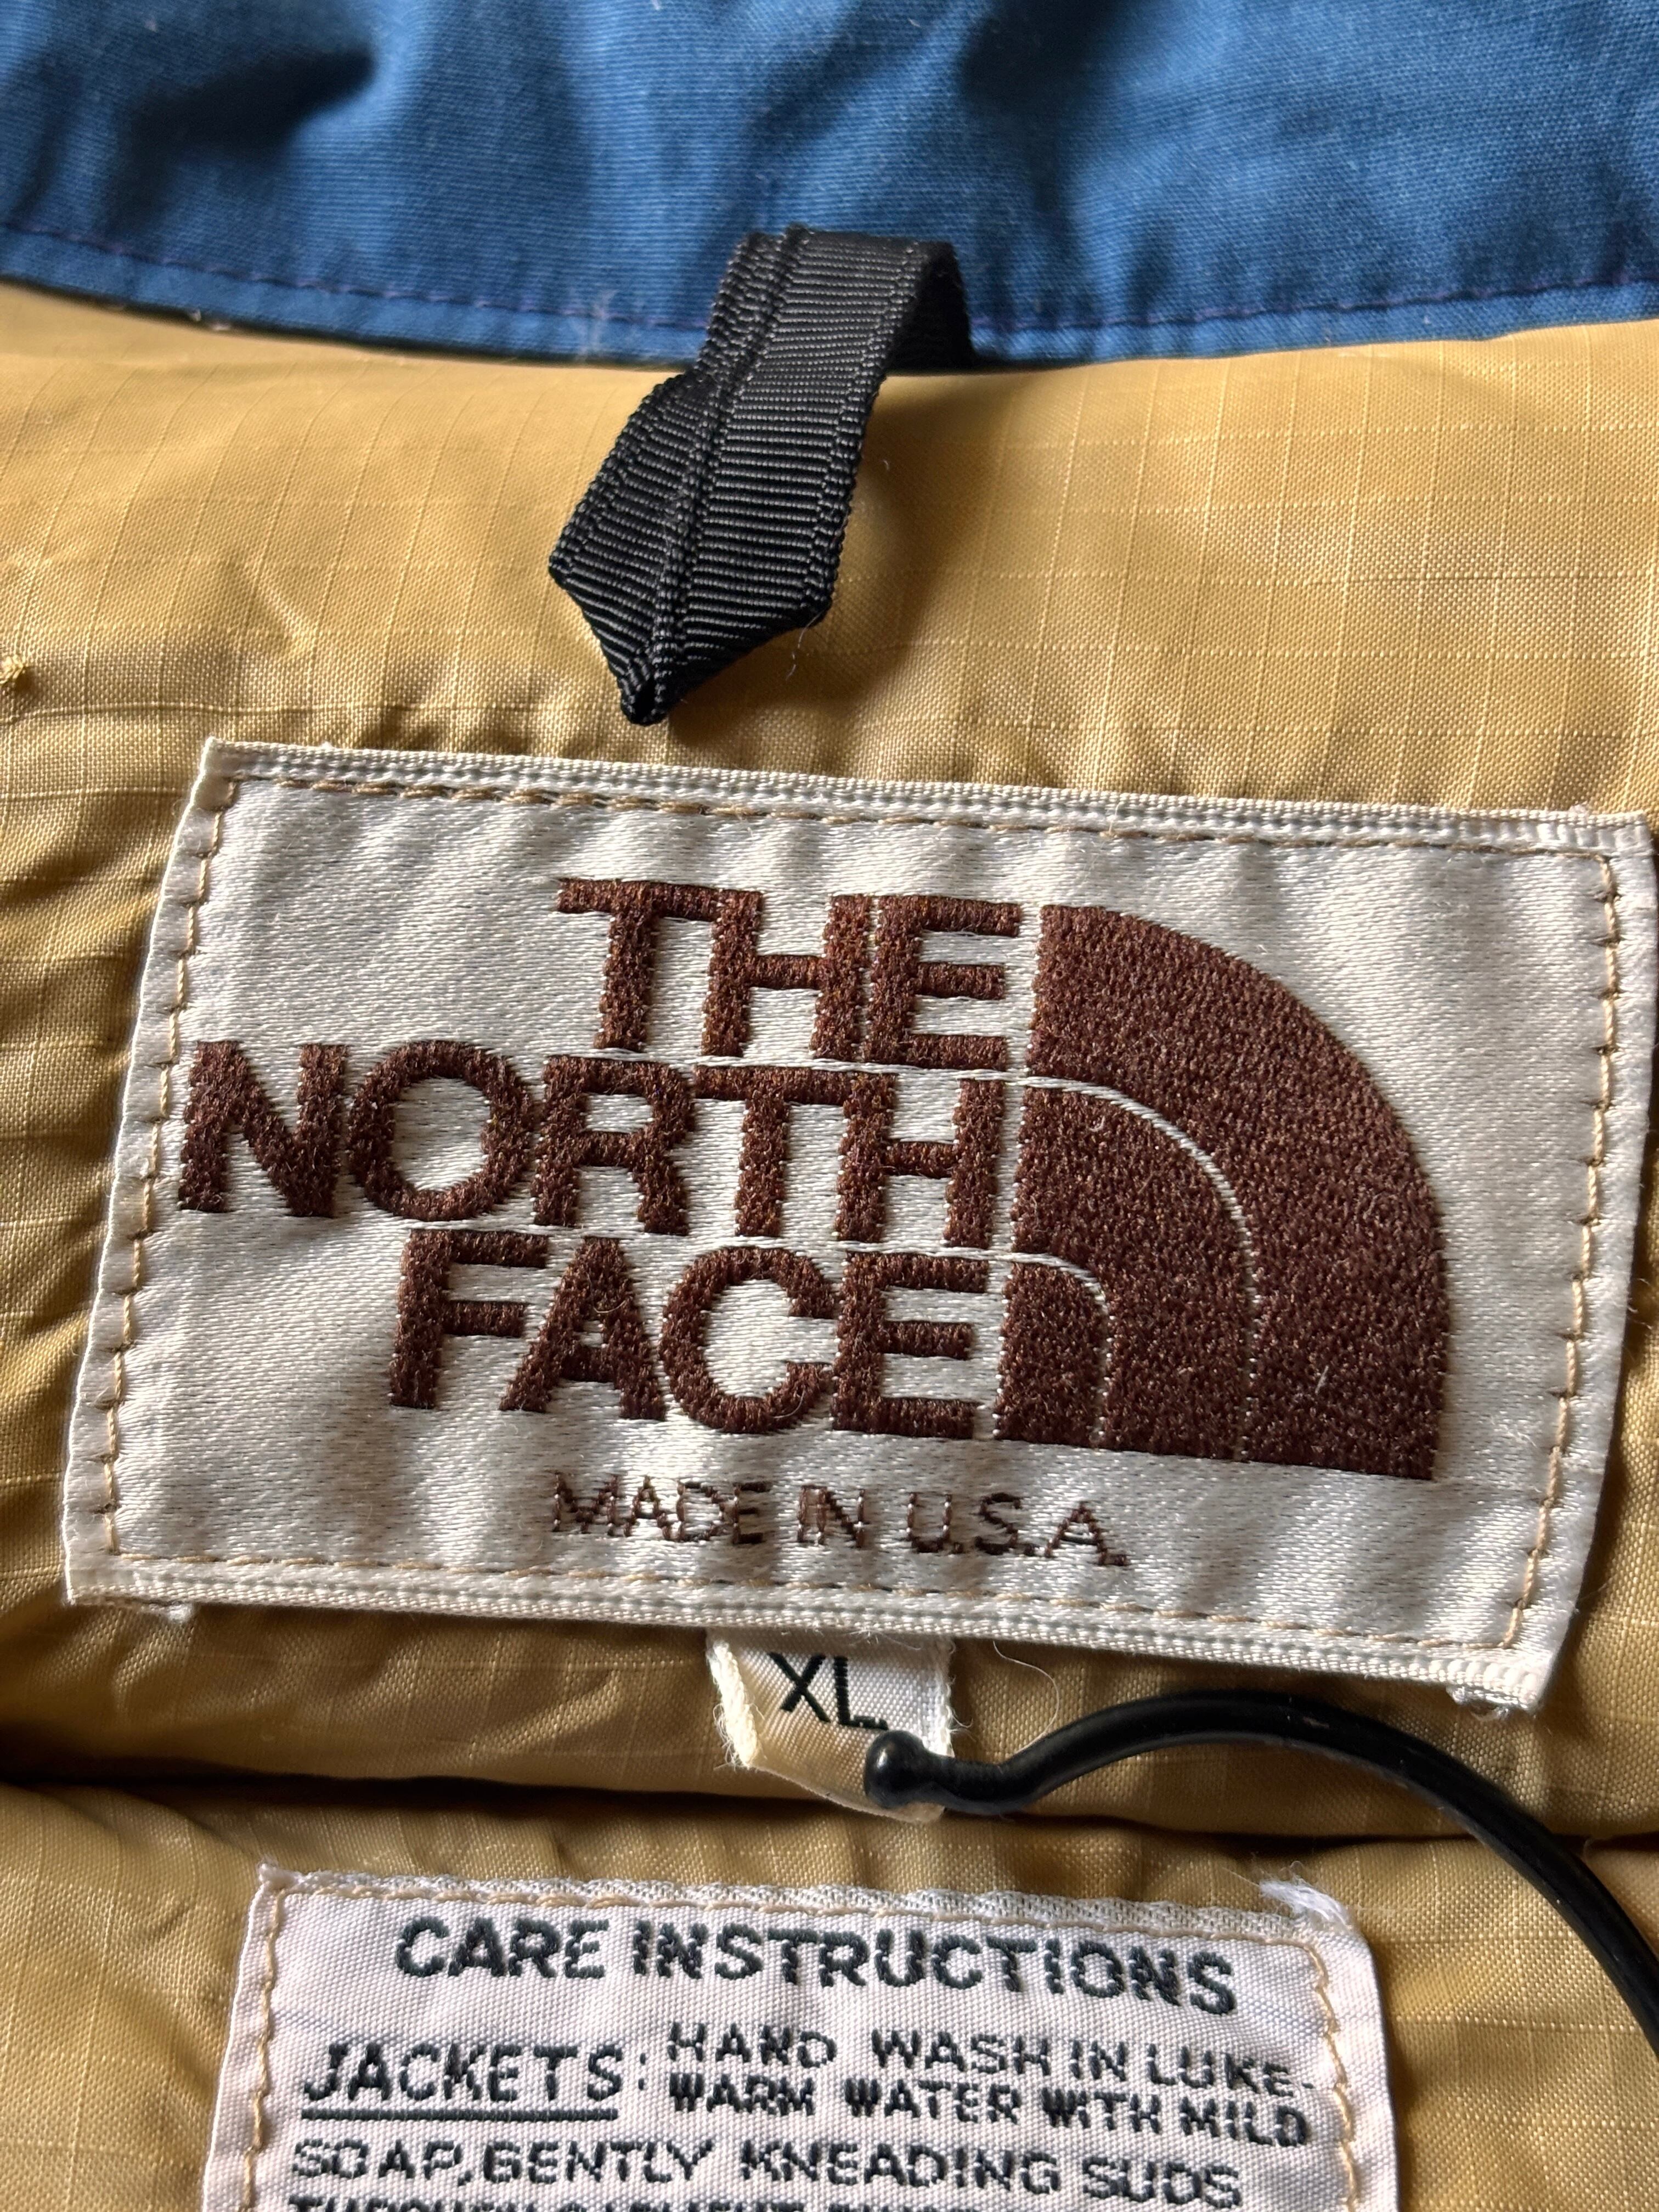 THE
NORTH
FACE
MADE IN U.S.A.
XL
CARE INSTRUCTIONS
JACKETS: HAND WASH IN LUKE-
WARM WATER WITH MILD
SOAP, GENTLY KNEADING SUDS